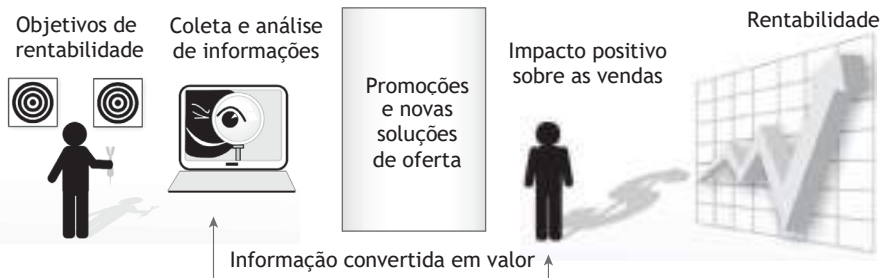 Objetivos de
rentabilidade
Coleta e análise
de informações
Promoções
e novas
soluções
de oferta
Impacto positivo
sobre as vendas
Rentabilidade
Informação convertida em valor